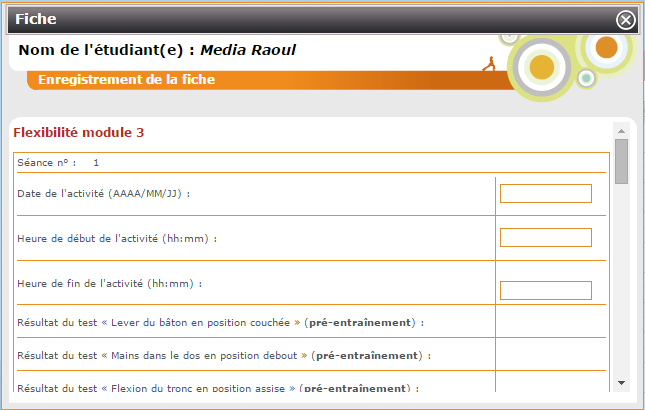 Fiche
Nom de l'étudiant(e) : Media Raoul
Enregistrement de la fiche
Flexibilité module 3
Séance n° : 1
Date de l'activité (AAAA/MM/JJ) :
Heure de début de l'activité (hh:mm) :
Heure de fin de l'activité (hh:mm) :
Résultat du test « Lever du bâton en position couchée » (pré-entraînement) :
Résultat du test « Mains dans le dos en position debout » (pré-entraînement) :
Résultat du test « Flexion du tronc en position assise » (pré-entraînement) :